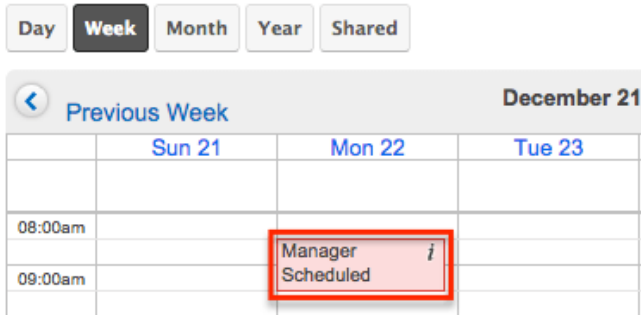 Day Week Month Year Shared
Previous Week December 21
Sun 21 Mon 22 Tue 23
08:00am
Manager i
Scheduled
09:00am